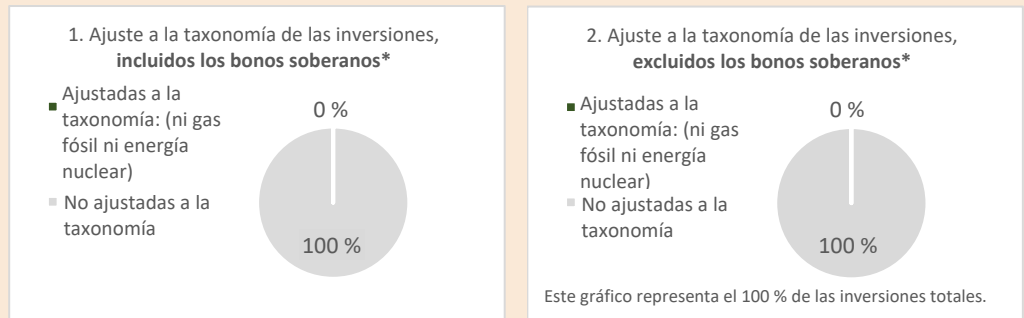 1. Ajuste a la taxonomía de las inversiones,
incluidos los bonos soberanos*
Ajustadas a la
taxonomía: (ni gas
fósil ni energía
nuclear)
No ajustadas a la
taxonomía
0 %
100 %
2. Ajuste a la taxonomía de las inversiones,
excluidos los bonos soberanos*
Ajustadas a la
taxonomía: (ni gas
fósil ni energía
nuclear)
No ajustadas a la
taxonomía
0 %
100 %
Este gráfico representa el 100 % de las inversiones totales.